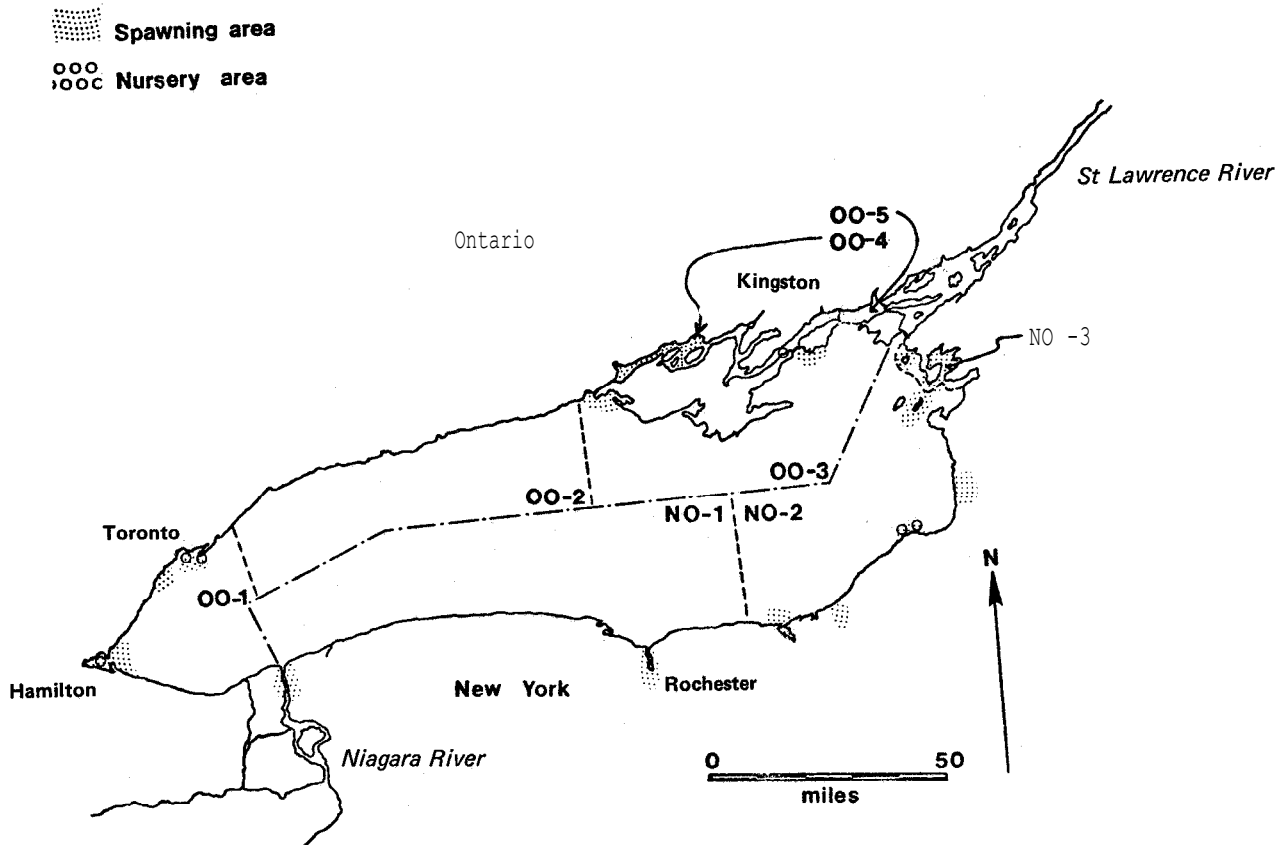 Spawning area
Nursery area
St Lawrence River
OO-5
OO-4
Ontario
Kingston
NO -3
OO-3
OO-2
NO-1
NO-2
Toronto
N
OO-1
Hamilton
New York
Rochester
Niagara River
0 50
miles